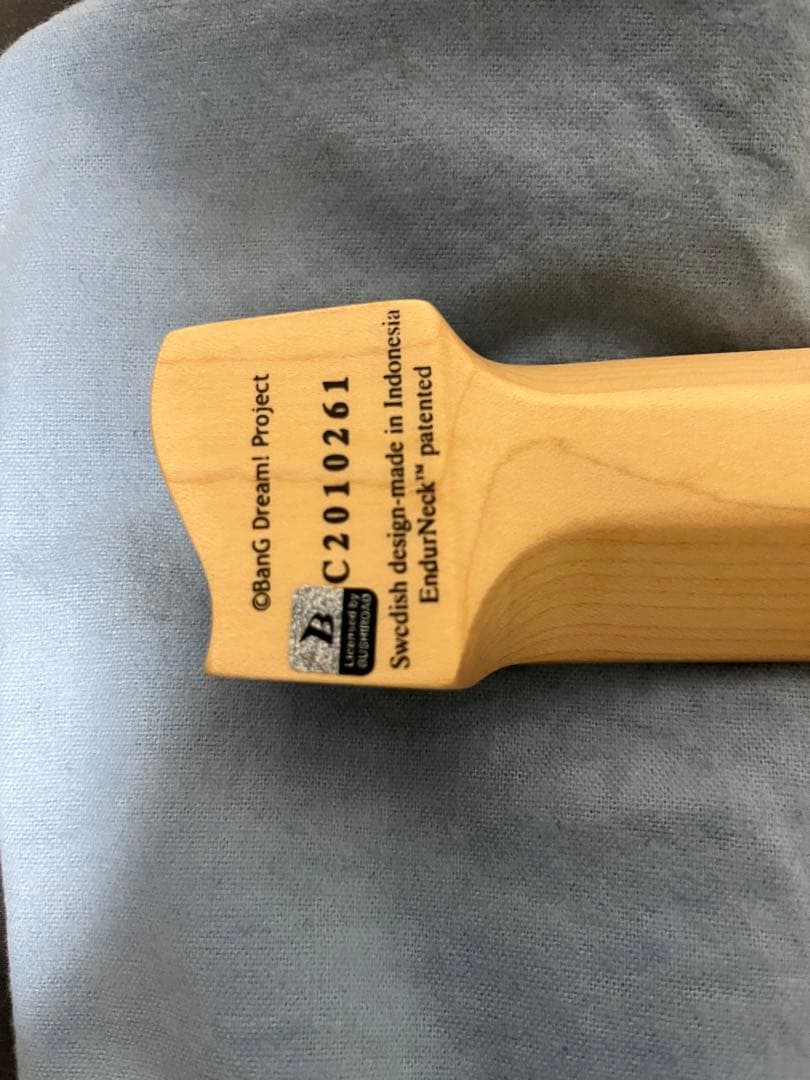 ©BanG Dream! Project
C2010261
B
Licensed by
BUSHIROAD
Swedish design-made in Indonesia
EndurNeck™ patented